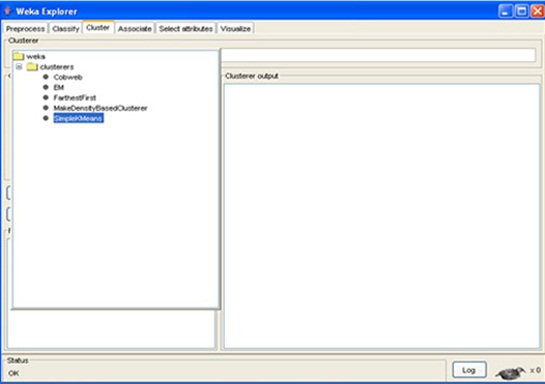 Weka Explorer
Preprocess Classify Cluster Associate Select attributes Visualize
Clusterer
weka
clusterers
Cobweb
EM
FarthestFirst
MakeDensityBasedClusterer
SimpleKMeans
Clusterer output
Status
OK
Log
x 0